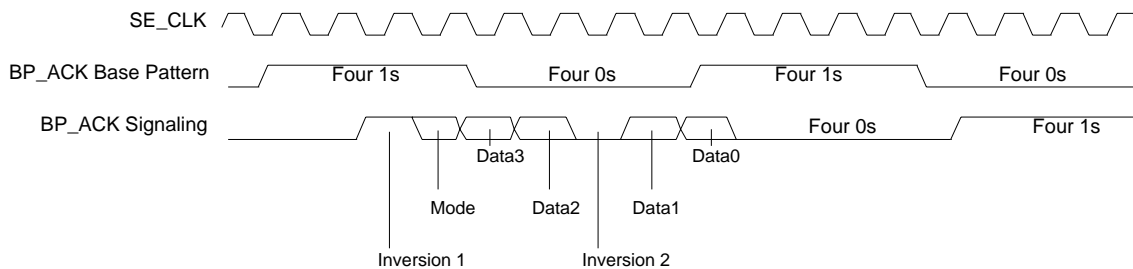 SE_CLK
BP_ACK Base Pattern
Four 1s
Four 0s
Four 1s
Four 0s
BP_ACK Signaling
Four 0s
Four 1s
Data3
Data0
Mode
Data2
Data1
Inversion 1
Inversion 2